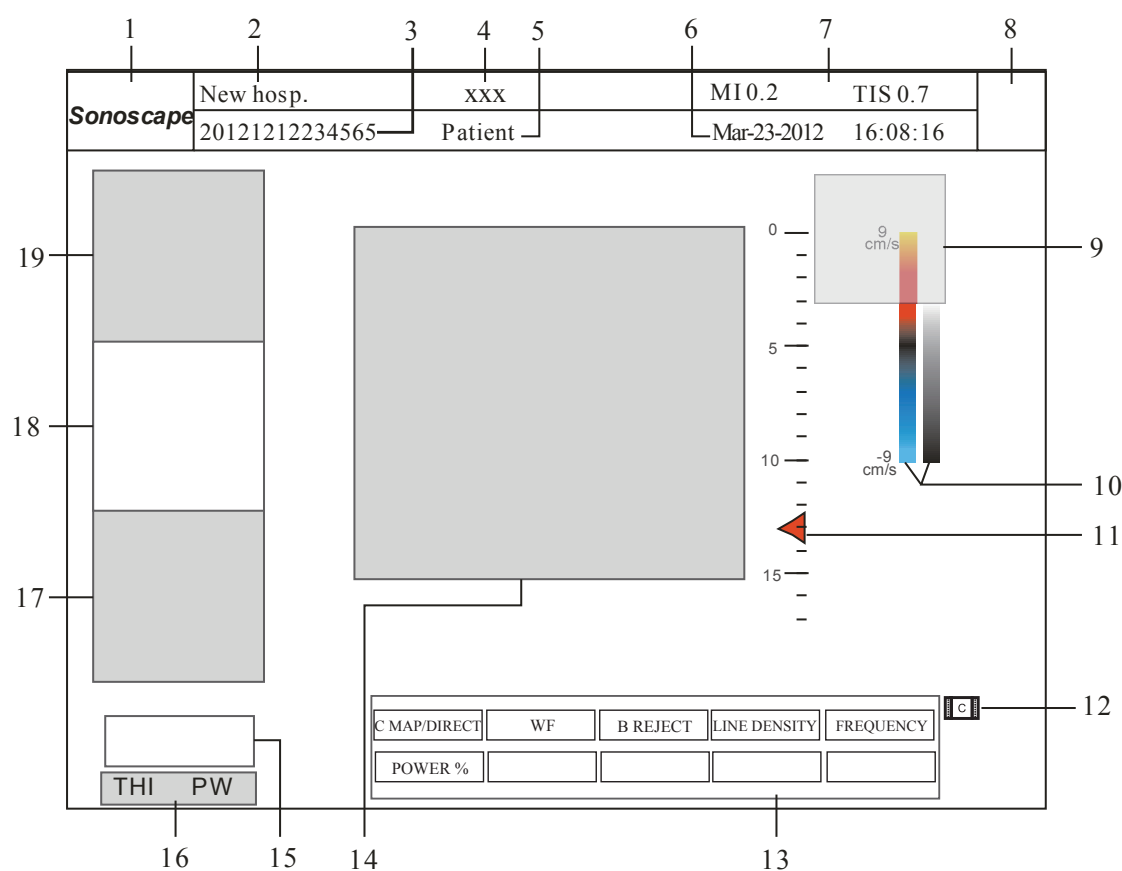 1 2 3 4 5 6 7 8
Sonoscape
New hosp. xxx MI 0.2 TIS 0.7
20121212234565 Patient Mar-23-2012 16:08:16
19
18
17
0
5
10
15
9
cm/s
-9
cm/s
9
10
11
12
C
C MAP/DIRECT WF B REJECT LINE DENSITY FREQUENCY
POWER %
THI PW
16 15 14 13